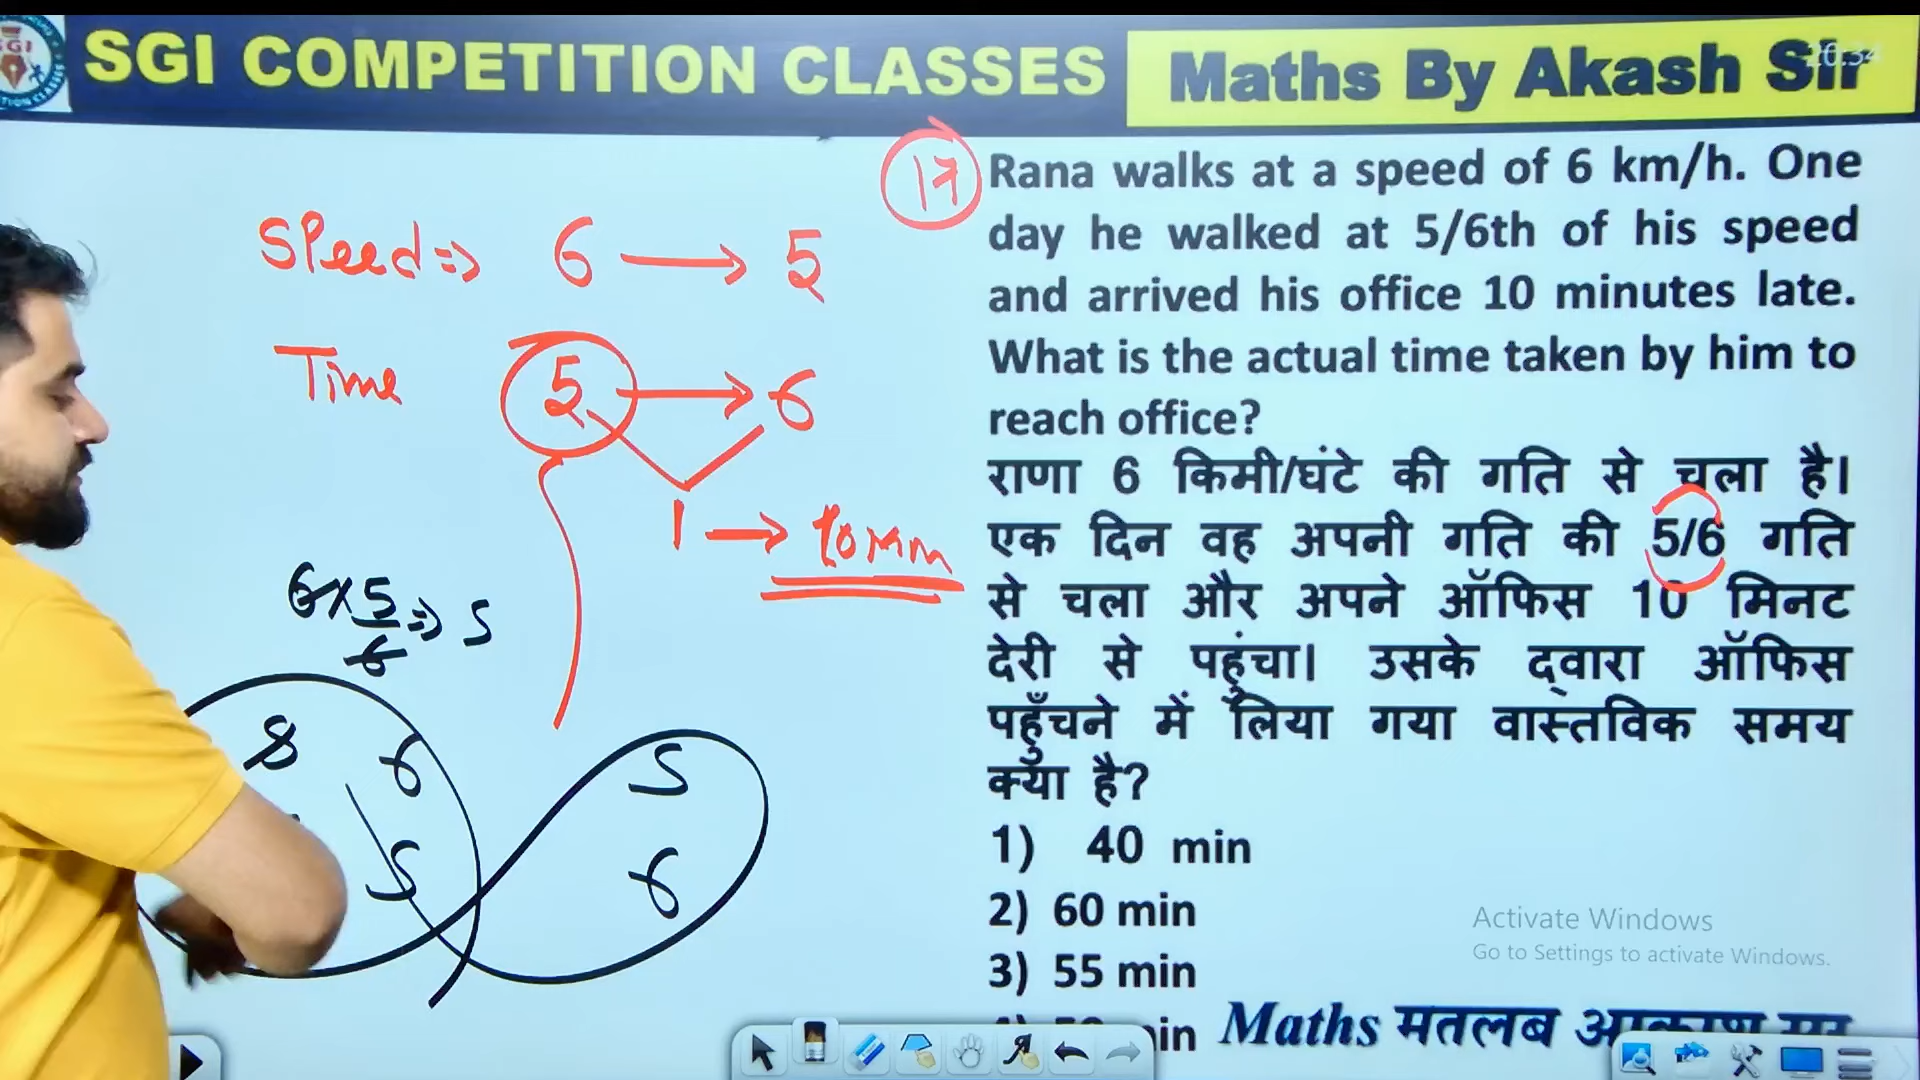 SGI COMPETITION CLASSES
Maths By Akash Sir
20:34
17
Rana walks at a speed of 6 km/h. One
day he walked at 5/6th of his speed
and arrived his office 10 minutes late.
What is the actual time taken by him to
reach office?
राणा 6 किमी/घंटे की गति से चला है।
एक दिन वह अपनी गति की 5/6 गति
से चला और अपने ऑफिस 10 मिनट
देरी से पहुंचा। उसके द्वारा ऑफिस
पहुँचने में लिया गया वास्तविक समय
क्या है?
1) 40 min
2) 60 min
3) 55 min
Speed => 6 → 5
Time 5 → 6
1 → 10 min
6 x 5/6 => 5
S 6 5
5 6
Activate Windows
Go to Settings to activate Windows.
Maths मतलब